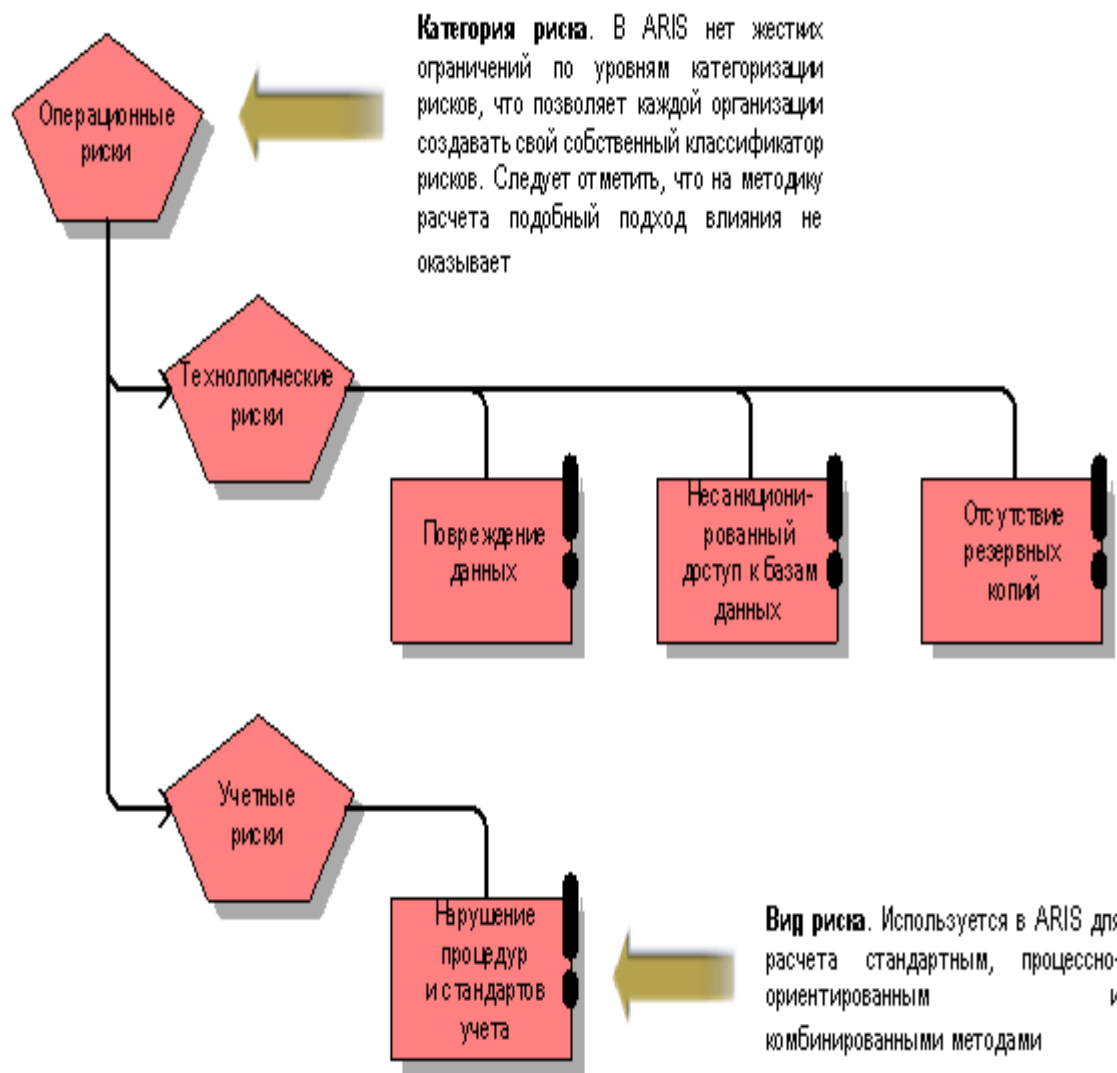 Категория риска. В ARIS нет жестких
ограничений по уровням категоризации
рисков, что позволяет каждой организации
создавать свой собственный классификатор
рисков. Следует отметить, что на методику
расчета подобный подход влияния не
оказывает
Операционные
риски
Технологические
риски
Повреждение
данных
Несанкциони-
рованный
доступ к базам
данных
Отсутствие
резервных
копий
Учетные
риски
Нарушение
процедур
и стандартов
учета
Вид риска. Используется в ARIS для
расчета стандартным, процессно-
ориентированным и
комбинированными методами